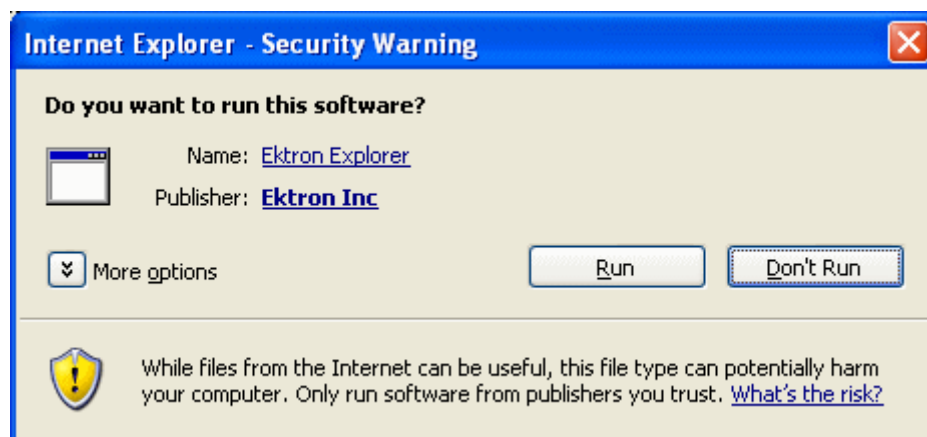 Internet Explorer - Security Warning
Do you want to run this software?
Name: Ektron Explorer
Publisher: Ektron Inc
More options
Run
Don't Run
While files from the Internet can be useful, this file type can potentially harm
your computer. Only run software from publishers you trust. What's the risk?